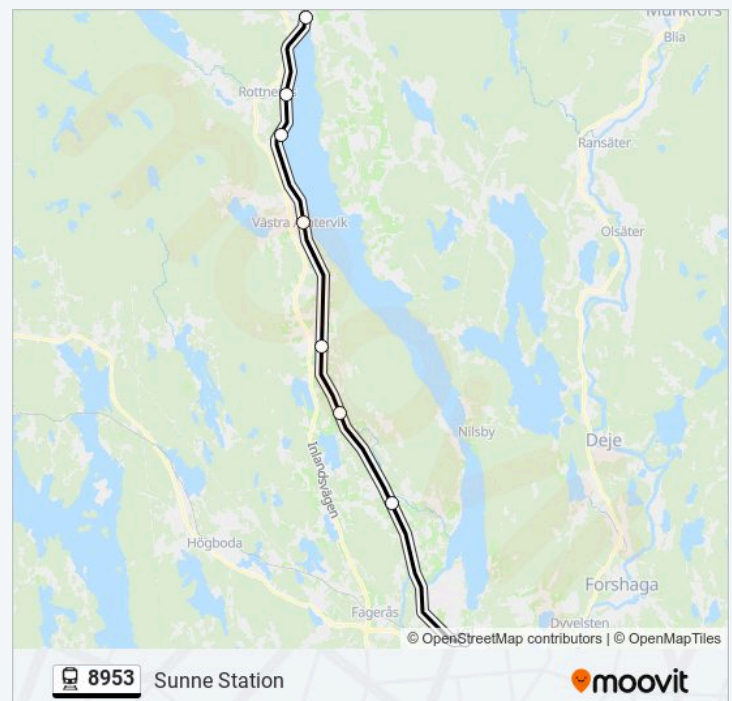 Munkfors
Blia
Rottneros
Ransäter
Västra Ämtervik
Olsäter
Nilsby
Deje
Inlandsvägen
Högboda
Forshaga
Fagerås
Dyvelsten
© OpenStreetMap contributors | © OpenMapTiles
8953 Sunne Station
moovit